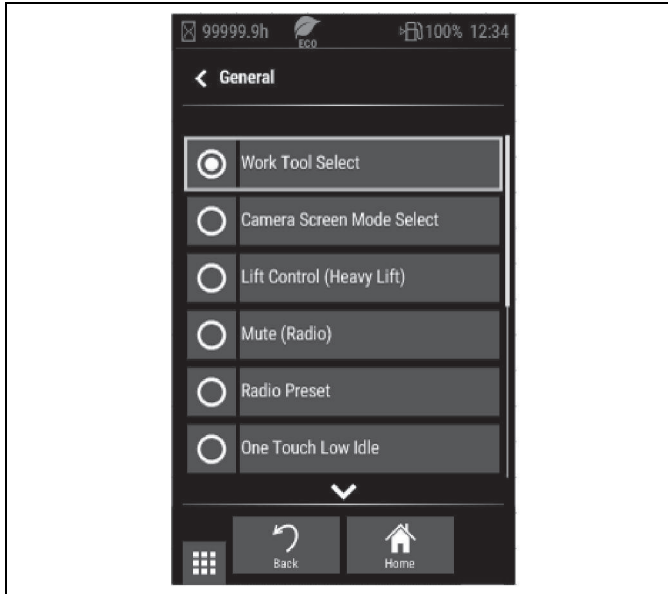 99999.9h ECO 100% 12:34
General
Work Tool Select
Camera Screen Mode Select
Lift Control (Heavy Lift)
Mute (Radio)
Radio Preset
One Touch Low Idle
Back Home